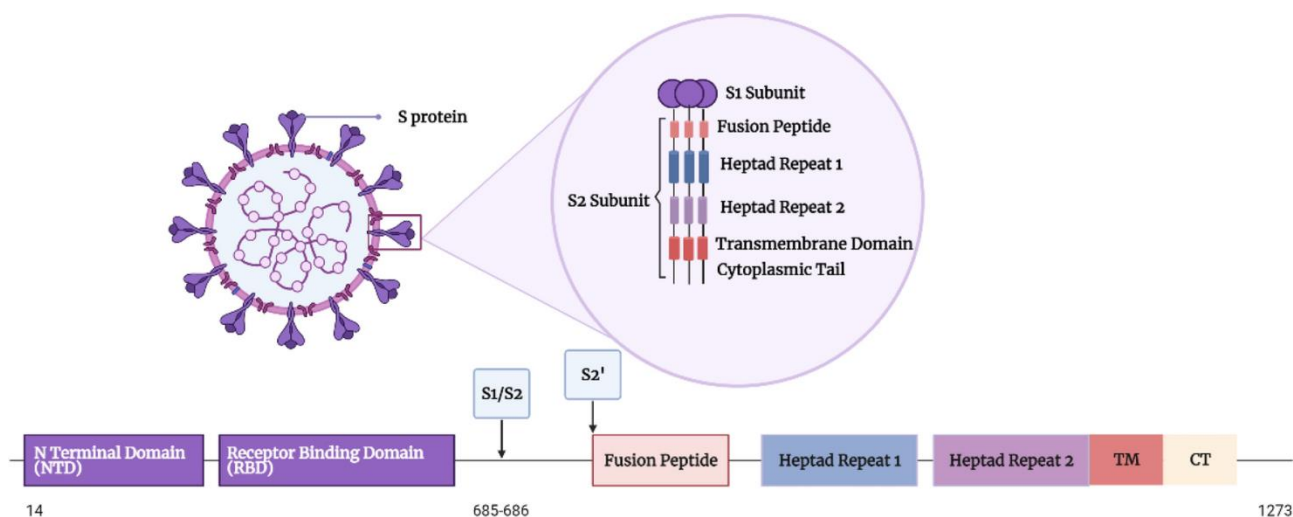 S1 Subunit
S protein
Fusion Peptide
Heptad Repeat 1
S2 Subunit
Heptad Repeat 2
Transmembrane Domain
Cytoplasmic Tail
S1/S2
S2'
N Terminal Domain
(NTD)
Receptor Binding Domain
(RBD)
Fusion Peptide
Heptad Repeat 1
Heptad Repeat 2
TM
CT
14
685-686
1273